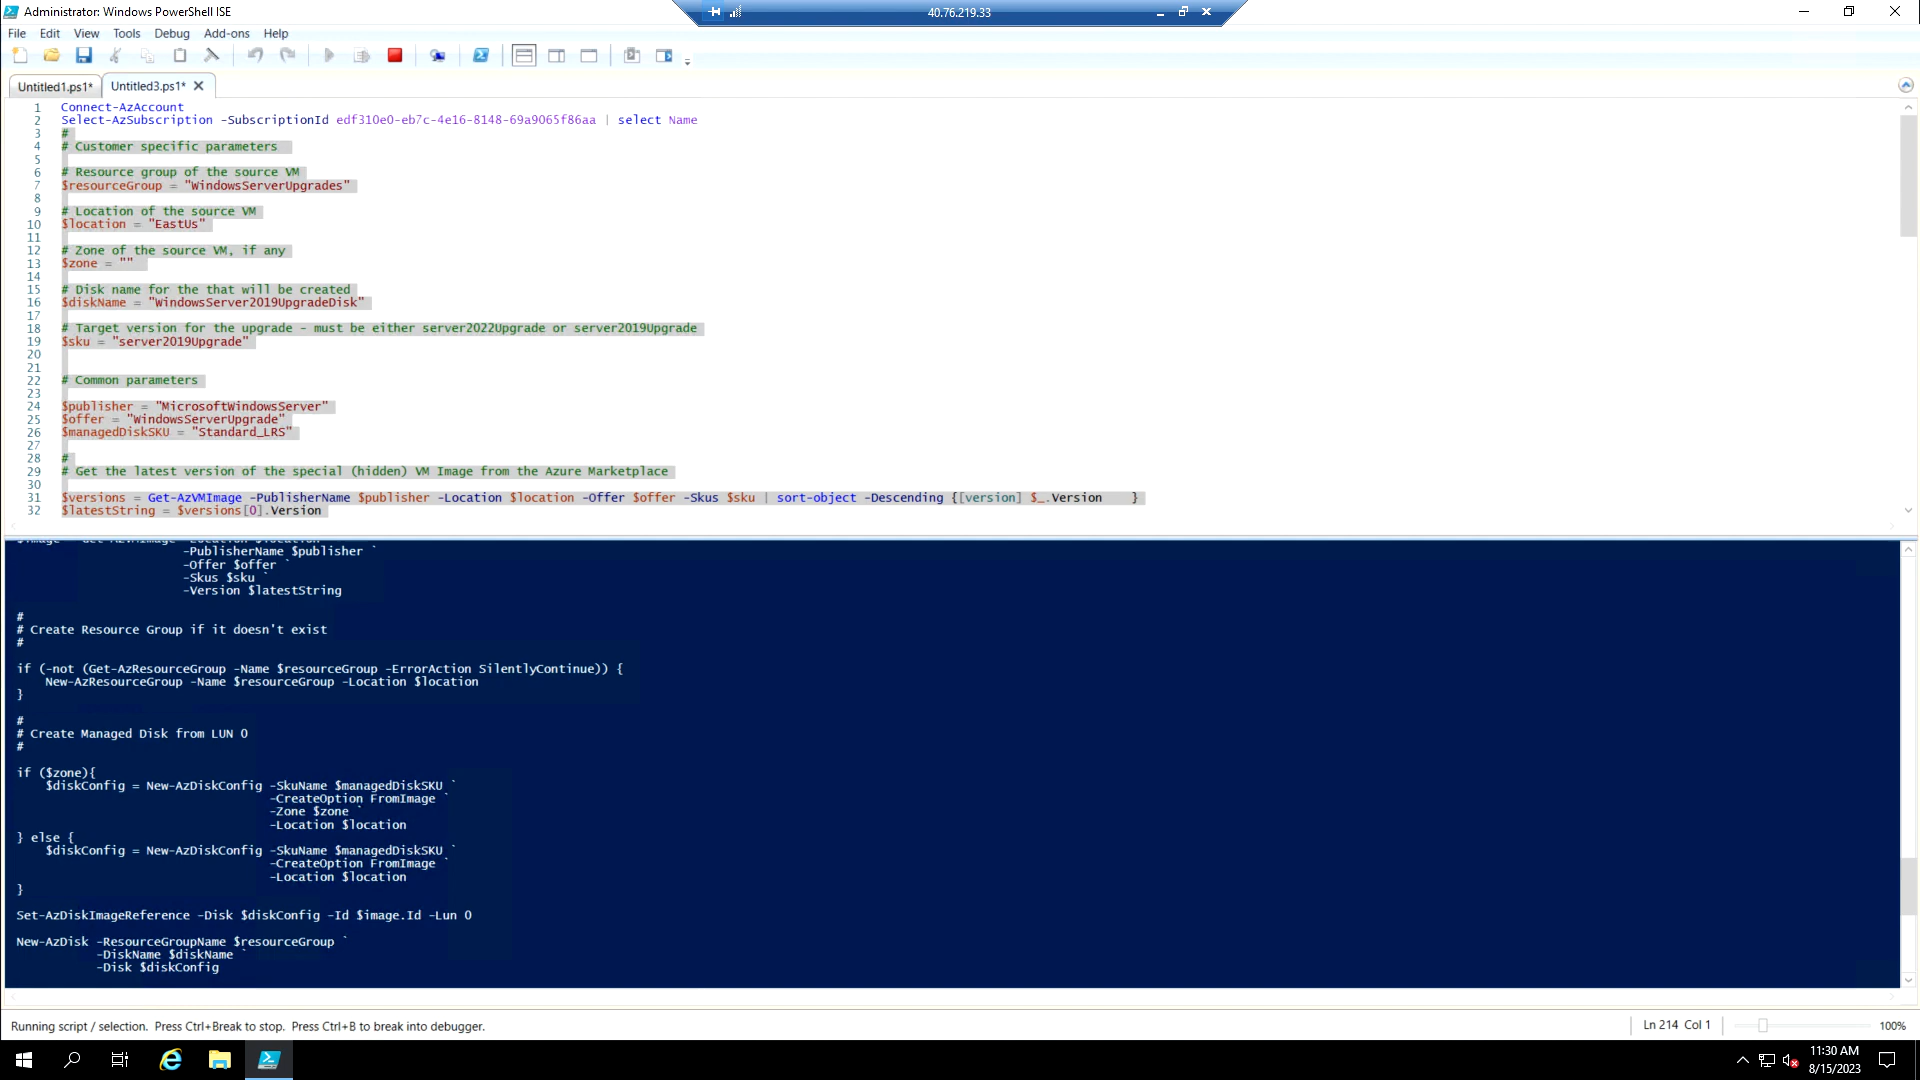 Administrator: Windows PowerShell ISE
40.76.219.33
File Edit View Tools Debug Add-ons Help
Untitled1.ps1* Untitled3.ps1*
1 Connect-AzAccount
2 Select-AzSubscription -SubscriptionId edf310e0-eb7c-4e16-8148-69a9065f86aa | select Name
3 #
4 # Customer specific parameters
5
6 # Resource group of the source VM
7 $resourceGroup = "WindowsServerUpgrades"
8
9 # Location of the source VM
10 $location = "EastUs"
11
12 # Zone of the source VM, if any
13 $zone = ""
14
15 # Disk name for the that will be created
16 $diskName = "WindowsServer2019UpgradeDisk"
17
18 # Target version for the upgrade - must be either server2022Upgrade or server2019Upgrade
19 $sku = "server2019Upgrade"
20
21
22 # Common parameters
23
24 $publisher = "MicrosoftWindowsServer"
25 $offer = "WindowsServerUpgrade"
26 $managedDiskSKU = "Standard_LRS"
27
28 #
29 # Get the latest version of the special (hidden) VM Image from the Azure Marketplace
30
31 $versions = Get-AzVMImage -PublisherName $publisher -Location $location -Offer $offer -Skus $sku | sort-object -Descending {[version] $_.Version }
32 $latestString = $versions[0].Version
-PublisherName $publisher `
-Offer $offer `
-Skus $sku `
-Version $latestString
#
# Create Resource Group if it doesn't exist
#
if (-not (Get-AzResourceGroup -Name $resourceGroup -ErrorAction SilentlyContinue)) {
New-AzResourceGroup -Name $resourceGroup -Location $location
}
#
# Create Managed Disk from LUN 0
#
if ($zone){
$diskConfig = New-AzDiskConfig -SkuName $managedDiskSKU `
-CreateOption FromImage `
-Zone $zone `
-Location $location
} else {
$diskConfig = New-AzDiskConfig -SkuName $managedDiskSKU `
-CreateOption FromImage `
-Location $location
}
Set-AzDiskImageReference -Disk $diskConfig -Id $image.Id -Lun 0
New-AzDisk -ResourceGroupName $resourceGroup `
-DiskName $diskName `
-Disk $diskConfig
Running script / selection. Press Ctrl+Break to stop. Press Ctrl+B to break into debugger.
Ln 214 Col 1
100%
11:30 AM
8/15/2023